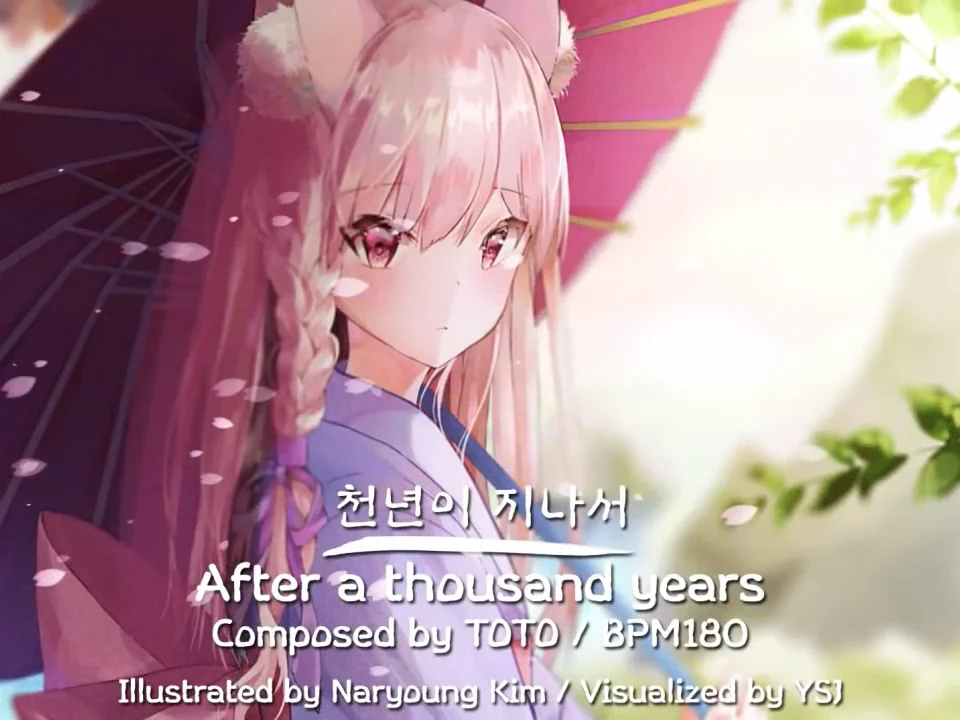 천년이 지나서
After a thousand years
Composed by TOTO / BPM180
Illustrated by Naryoung Kim / Visualized by YSJ